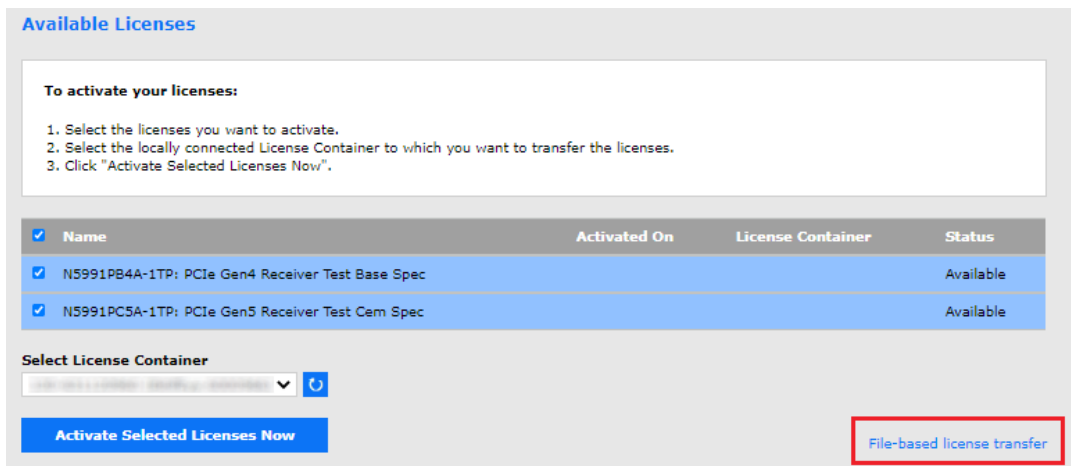 Available Licenses
To activate your licenses:
1. Select the licenses you want to activate.
2. Select the locally connected License Container to which you want to transfer the licenses.
3. Click "Activate Selected Licenses Now".
Name Activated On License Container Status
N5991PB4A-1TP: PCIe Gen4 Receiver Test Base Spec Available
N5991PC5A-1TP: PCIe Gen5 Receiver Test Cem Spec Available
Select License Container
Activate Selected Licenses Now
File-based license transfer